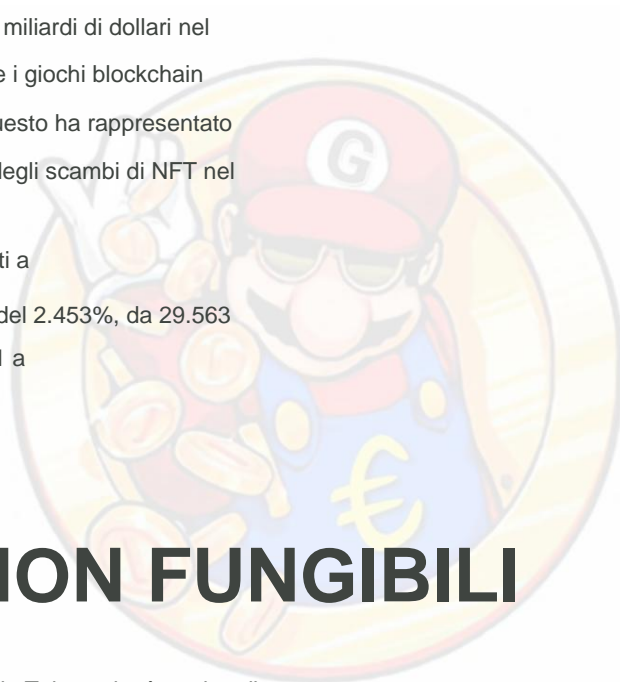 miliardi di dollari nel
e i giochi blockchain
uesto ha rappresentato
degli scambi di NFT nel
ti a
del 2.453%, da 29.563
a
G
€
NON FUNGIBILI